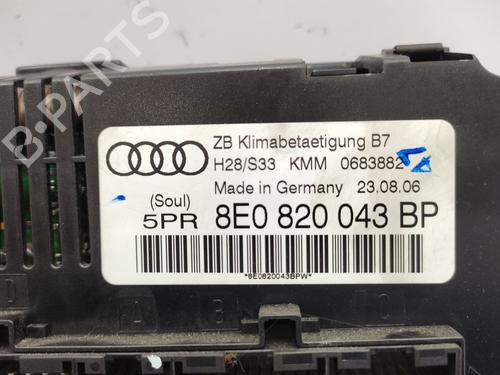 B-PARTS
ZB Klimabetaetigung B7
H28/S33 KMM 0683882
Made in Germany 23.08.06
(Soul)
5PR 8E0 820 043 BP
*8E0820043BPW*
D
A
B
C